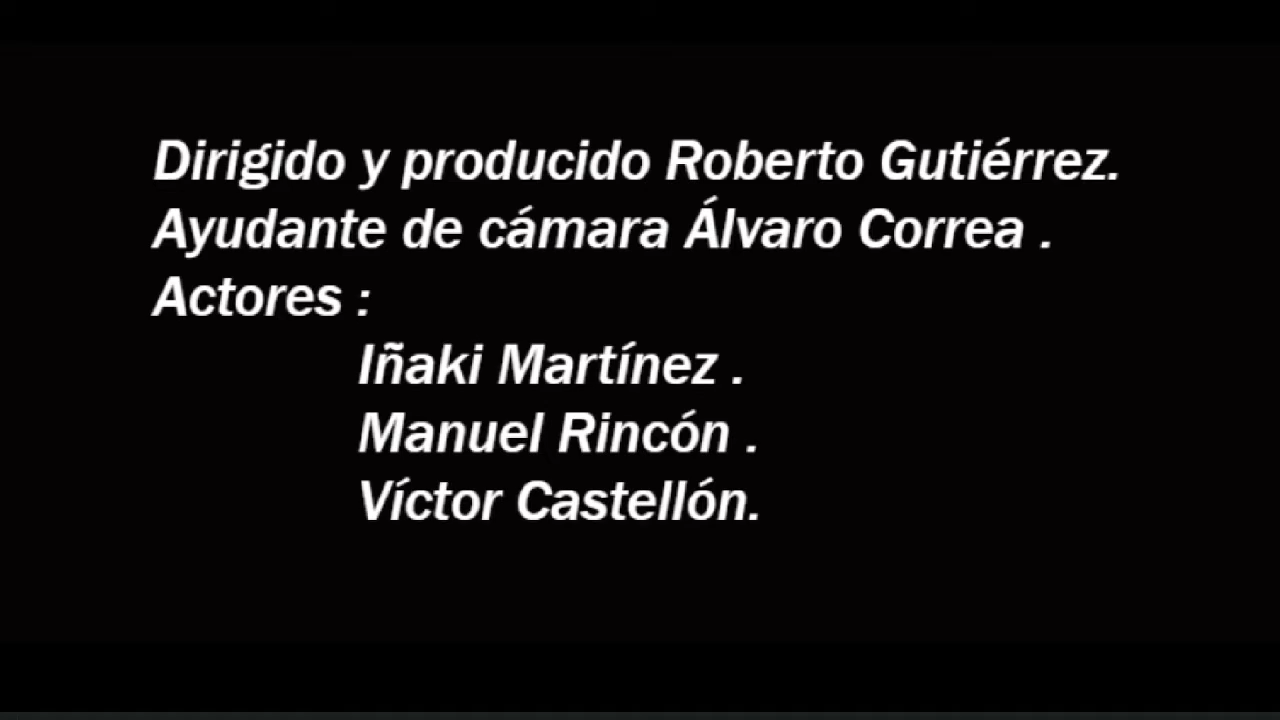 Dirigido y producido Roberto Gutiérrez.
Ayudante de cámara Álvaro Correa .
Actores :
Iñaki Martínez .
Manuel Rincón .
Víctor Castellón.